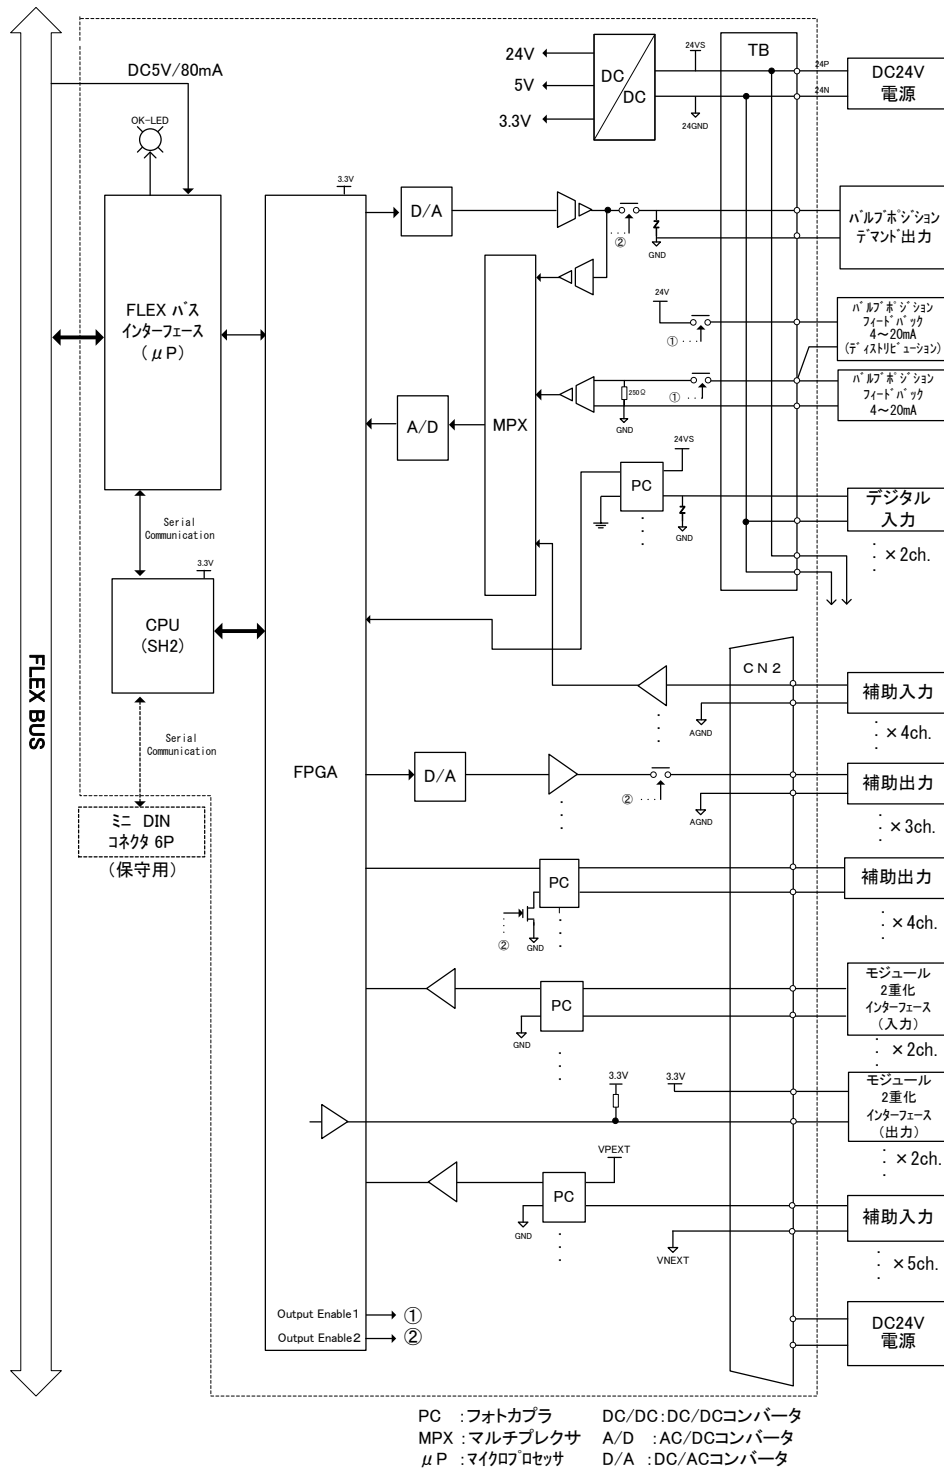 DC5V/80mA
OK-LED
24V
5V
3.3V
DC
DC
24VS
24GND
TB
24P
24N
DC24V
電源
3.3V
D/A
②
GND
バルブポジション
デマンド出力
FLEX バス
インターフェース
(μP)
24V
①
バルブポジション
フィードバック
4～20mA
(ディストリビューション)
MPX
A/D
250Ω
GND
①
バルブポジション
フィードバック
4～20mA
24VS
PC
GND
デジタル
入力
×2ch.
Serial
Communication
3.3V
CPU
(SH2)
FLEX BUS
CN2
補助入力
AGND
×4ch.
Serial
Communication
FPGA
D/A
②
AGND
補助出力
×3ch.
ミニ DIN
コネクタ 6P
(保守用)
PC
②
GND
補助出力
×4ch.
PC
GND
モジュール
2重化
インターフェース
(入力)
×2ch.
3.3V
3.3V
モジュール
2重化
インターフェース
(出力)
×2ch.
VPEXT
PC
GND
VNEXT
補助入力
×5ch.
Output Enable1
①
Output Enable2
②
DC24V
電源
PC :フォトカプラ DC/DC:DC/DCコンバータ
MPX :マルチプレクサ A/D :AC/DCコンバータ
μP :マイクロプロセッサ D/A :DC/ACコンバータ